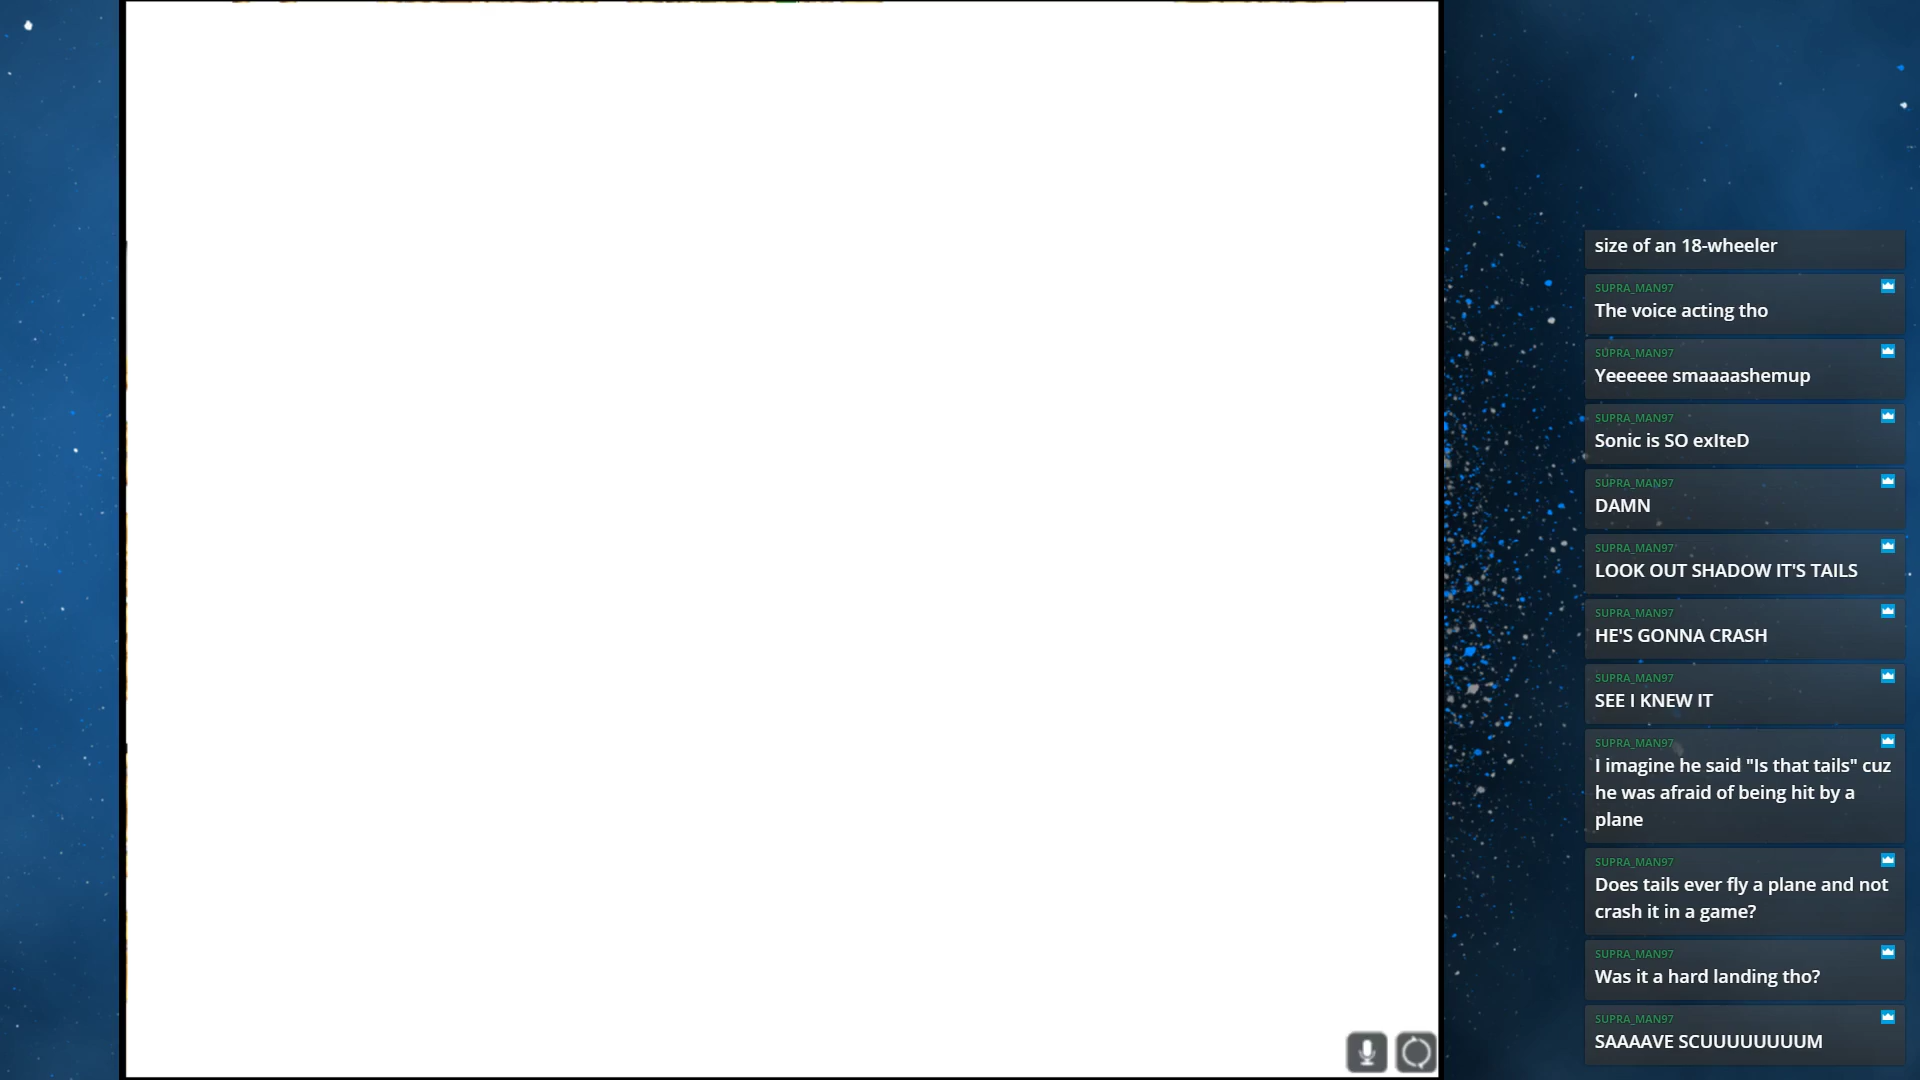 size of an 18-wheeler
SUPRA_MAN97
The voice acting tho
SUPRA_MAN97
Yeeeeee smaaaashemup
SUPRA_MAN97
Sonic is SO exIteD
SUPRA_MAN97
DAMN
SUPRA_MAN97
LOOK OUT SHADOW IT'S TAILS
SUPRA_MAN97
HE'S GONNA CRASH
SUPRA_MAN97
SEE I KNEW IT
SUPRA_MAN97
I imagine he said "Is that tails" cuz
he was afraid of being hit by a
plane
SUPRA_MAN97
Does tails ever fly a plane and not
crash it in a game?
SUPRA_MAN97
Was it a hard landing tho?
SUPRA_MAN97
SAAAAVE SCUUUUUUUUM